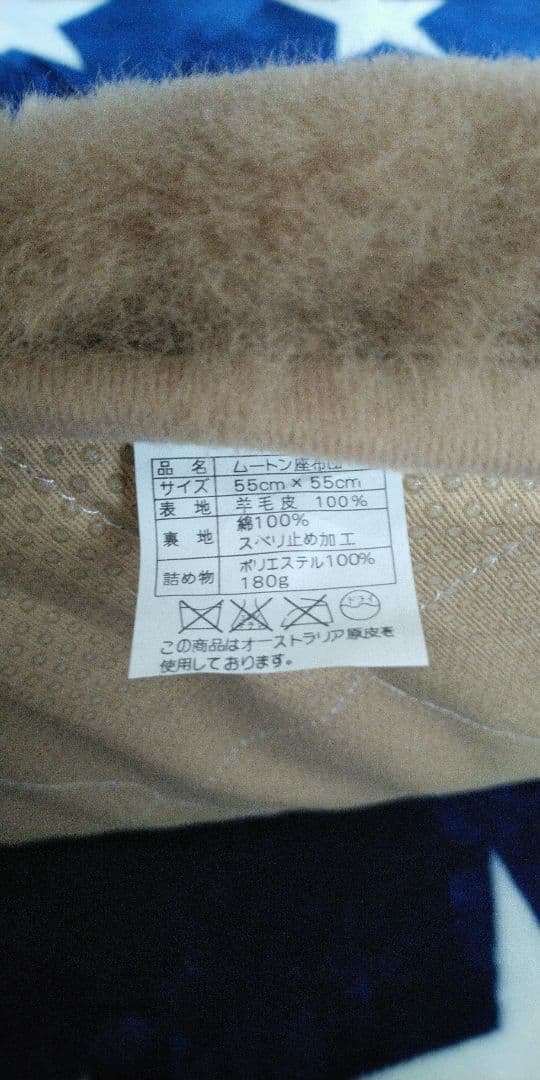 品名 ムートン座布団
サイズ 55cm×55cm
表地 羊毛皮 100%
裏地 綿100%
スベリ止め加工
詰め物 ポリエステル100%
180g
ドライ
この商品はオーストラリア原皮を
使用しております。